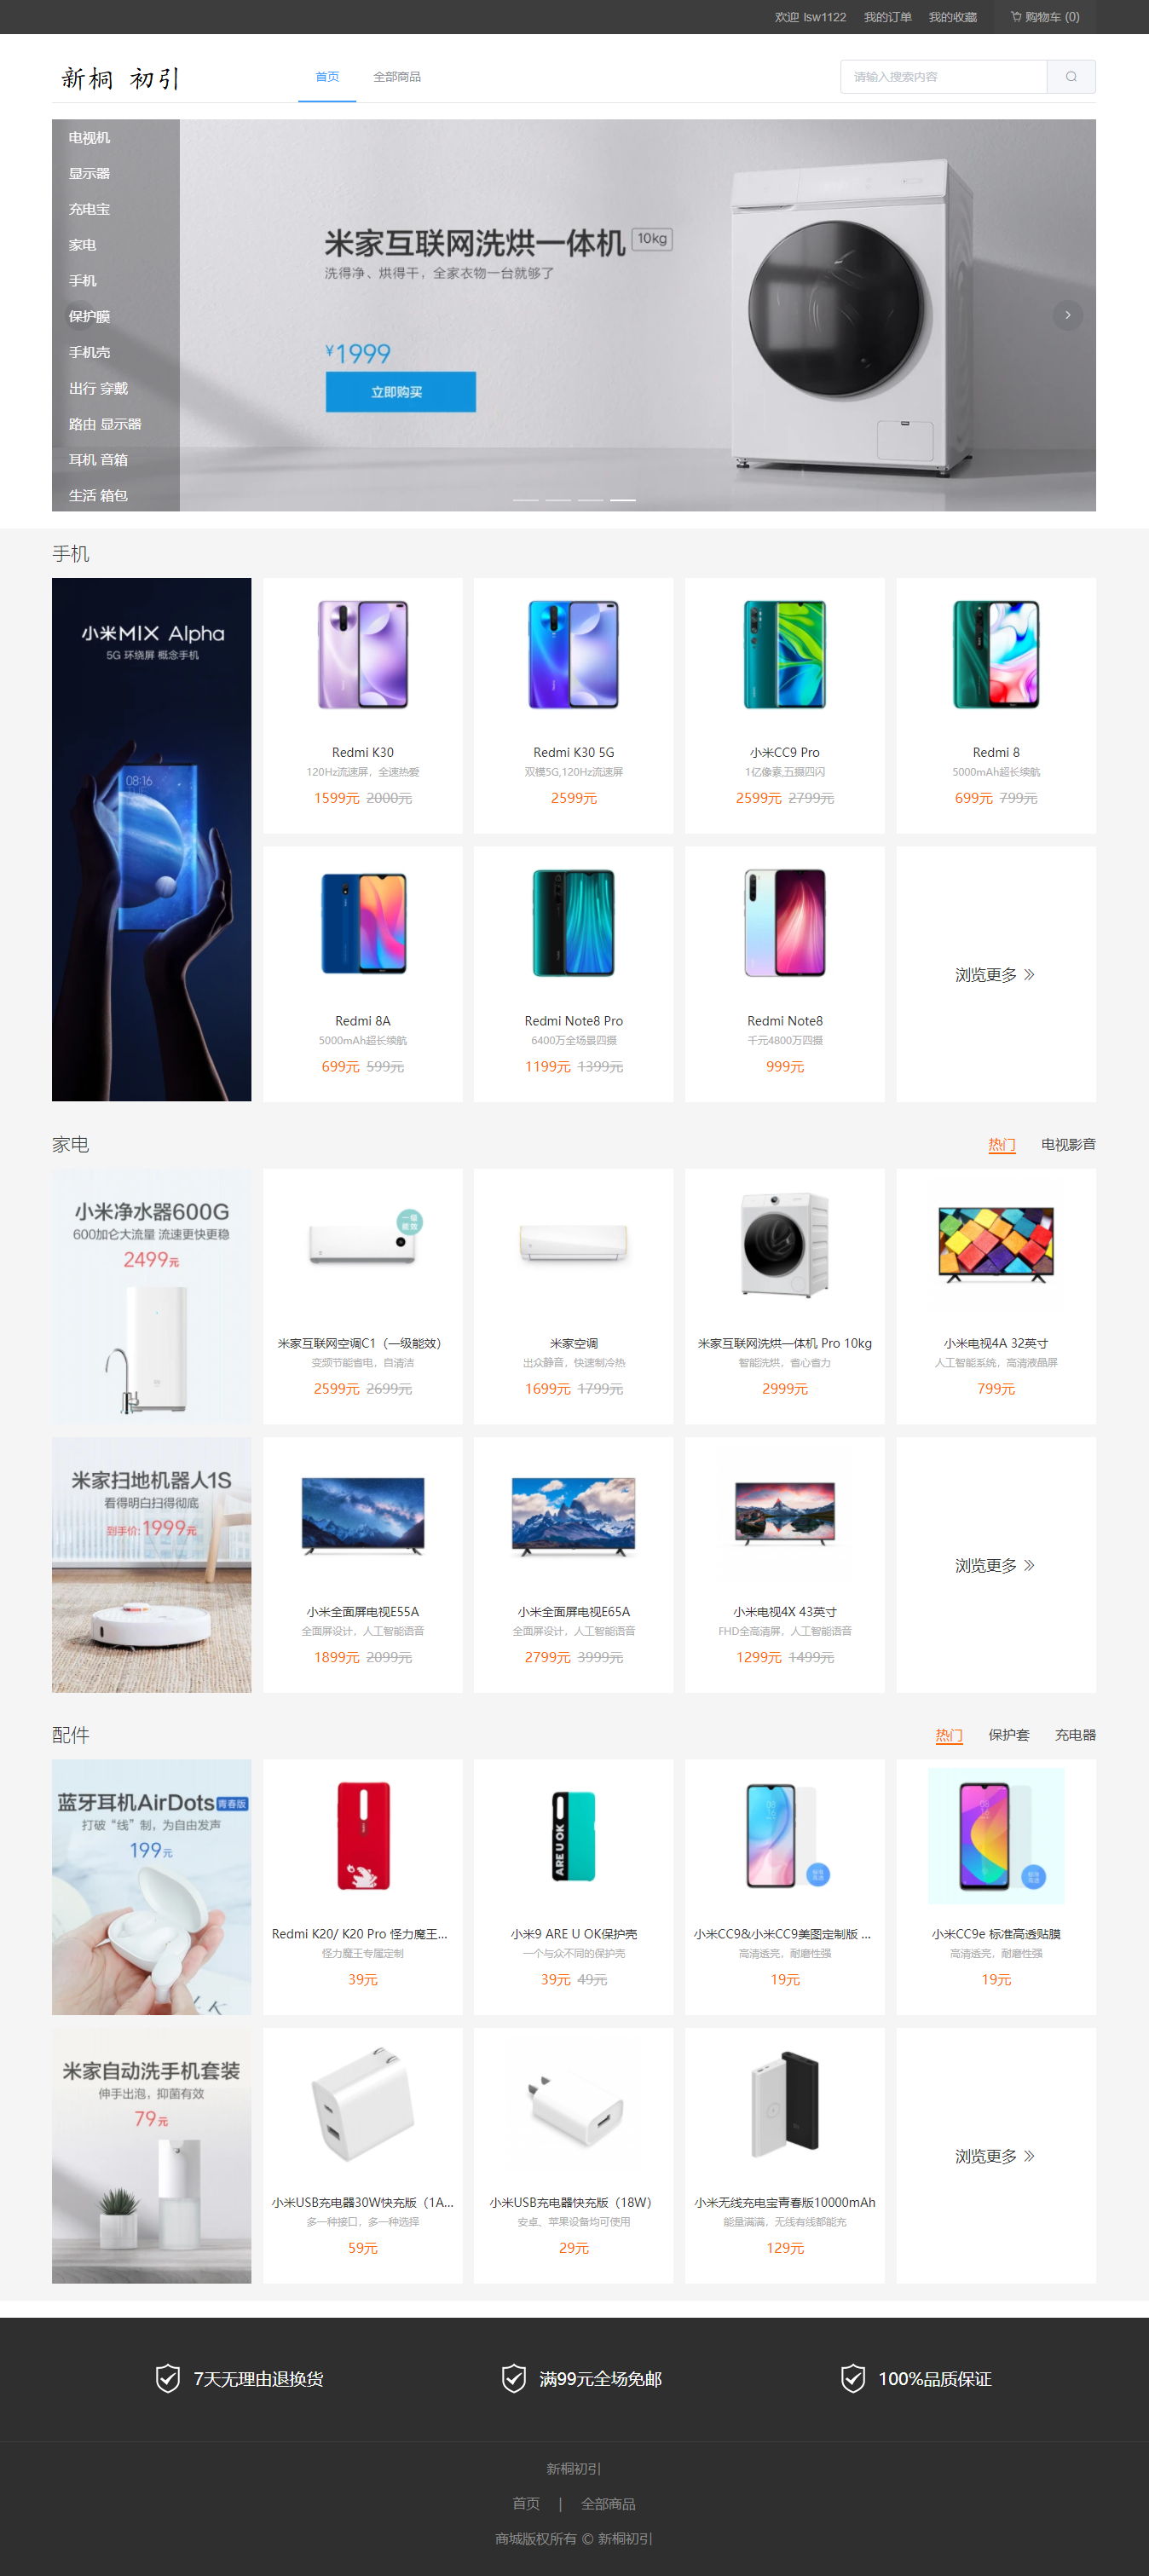 欢迎 lsw1122 我的订单 我的收藏 购物车 (0)
新桐 初引 首页 全部商品 请输入搜索内容
电视机
显示器
充电宝
家电
手机
保护膜
手机壳
出行 穿戴
路由 显示器
耳机 音箱
生活 箱包
米家互联网洗烘一体机 10kg
洗得净、烘得干，全家衣物一台就够了
¥1999
立即购买
手机
小米MIX Alpha
5G 环绕屏 概念手机
08:16
Redmi K30
120Hz流速屏，全速热爱
1599元 2000元
Redmi K30 5G
双模5G,120Hz流速屏
2599元
小米CC9 Pro
1亿像素,五摄四闪
2599元 2799元
Redmi 8
5000mAh超长续航
699元 799元
Redmi 8A
5000mAh超长续航
699元 599元
Redmi Note8 Pro
6400万全场景四摄
1199元 1399元
Redmi Note8
千元4800万四摄
999元
浏览更多
家电 热门 电视影音
小米净水器600G
600加仑大流量 流速更快更稳
2499元
一级
能效
米家互联网空调C1（一级能效）
变频节能省电，自清洁
2599元 2699元
米家空调
出众静音，快速制冷热
1699元 1799元
米家互联网洗烘一体机 Pro 10kg
智能洗烘，省心省力
2999元
小米电视4A 32英寸
人工智能系统，高清液晶屏
799元
米家扫地机器人1S
看得明白扫得彻底
到手价:1999元
小米全面屏电视E55A
全面屏设计，人工智能语音
1899元 2099元
小米全面屏电视E65A
全面屏设计，人工智能语音
2799元 3999元
小米电视4X 43英寸
FHD全高清屏，人工智能语音
1299元 1499元
浏览更多
配件 热门 保护套 充电器
蓝牙耳机AirDots 青春版
打破“线”制，为自由发声
199元
Redmi K20/ K20 Pro 怪力魔王...
怪力魔王专属定制
39元
ARE U OK
小米9 ARE U OK保护壳
一个与众不同的保护壳
39元 49元
小米CC9&小米CC9美图定制版 ...
高清透亮，耐磨性强
19元
小米CC9e 标准高透贴膜
高清透亮，耐磨性强
19元
米家自动洗手机套装
伸手出泡，抑菌有效
79元
小米USB充电器30W快充版（1A...
多一种接口，多一种选择
59元
小米USB充电器快充版（18W）
安卓、苹果设备均可使用
29元
小米无线充电宝青春版10000mAh
能量满满，无线有线都能充
129元
浏览更多
7天无理由退换货 满99元全场免邮 100%品质保证
新桐初引
首页 | 全部商品
商城版权所有 © 新桐初引